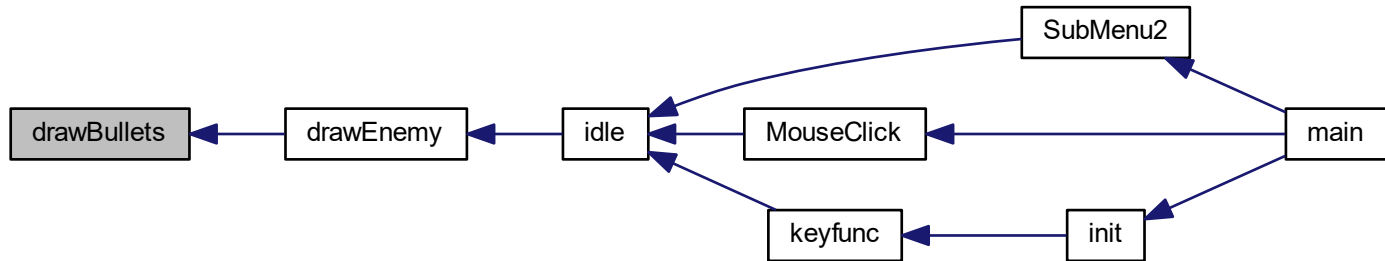 SubMenu2
drawBullets
drawEnemy
idle
MouseClick
main
keyfunc
init